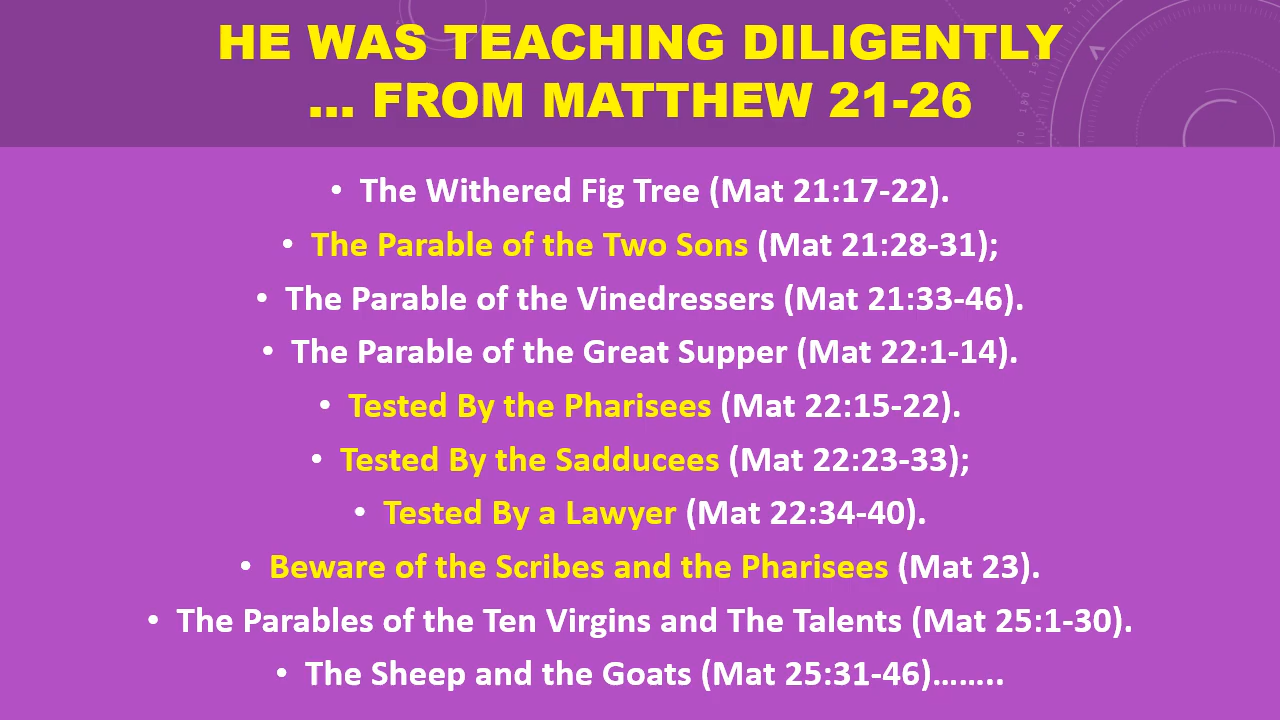 HE WAS TEACHING DILIGENTLY
... FROM MATTHEW 21-26
• The Withered Fig Tree (Mat 21:17-22).
• The Parable of the Two Sons (Mat 21:28-31);
• The Parable of the Vinedressers (Mat 21:33-46).
• The Parable of the Great Supper (Mat 22:1-14).
• Tested By the Pharisees (Mat 22:15-22).
• Tested By the Sadducees (Mat 22:23-33);
• Tested By a Lawyer (Mat 22:34-40).
• Beware of the Scribes and the Pharisees (Mat 23).
• The Parables of the Ten Virgins and The Talents (Mat 25:1-30).
• The Sheep and the Goats (Mat 25:31-46)……..